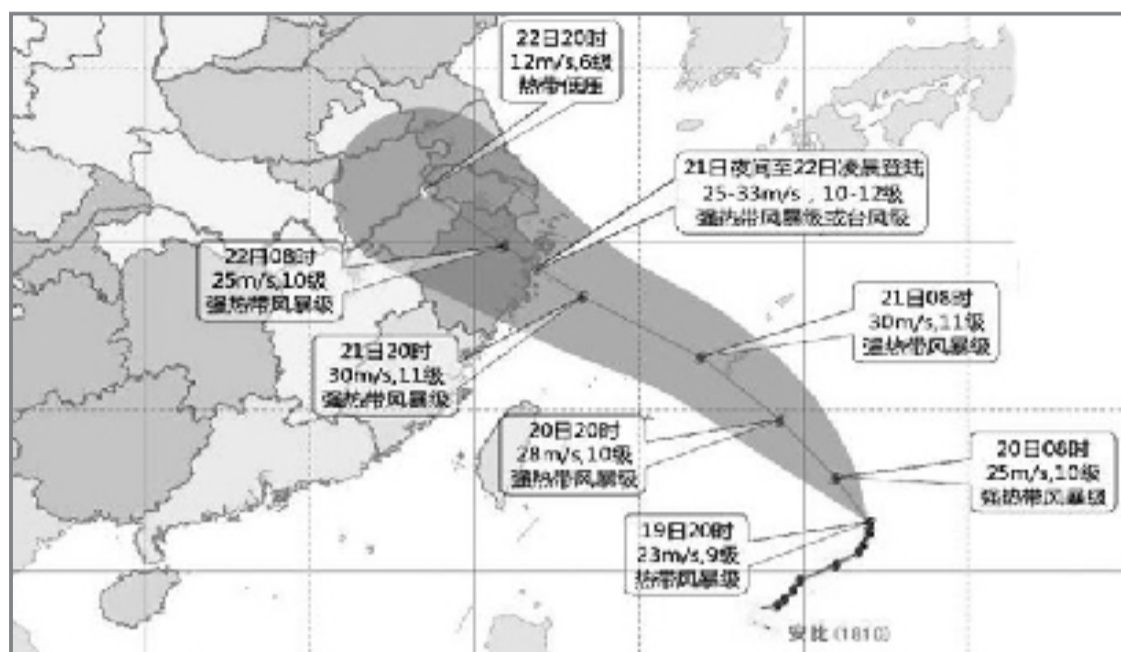 22日20时
12m/s,6级
热带低压
21日夜间至22日凌晨登陆
25-33m/s，10-12级
强热带风暴级或台风级
22日08时
25m/s,10级
强热带风暴级
21日08时
30m/s,11级
强热带风暴级
21日20时
30m/s,11级
强热带风暴级
20日20时
28m/s,10级
强热带风暴级
20日08时
25m/s,10级
强热带风暴级
19日20时
23m/s,9级
热带风暴级
安比(1810)